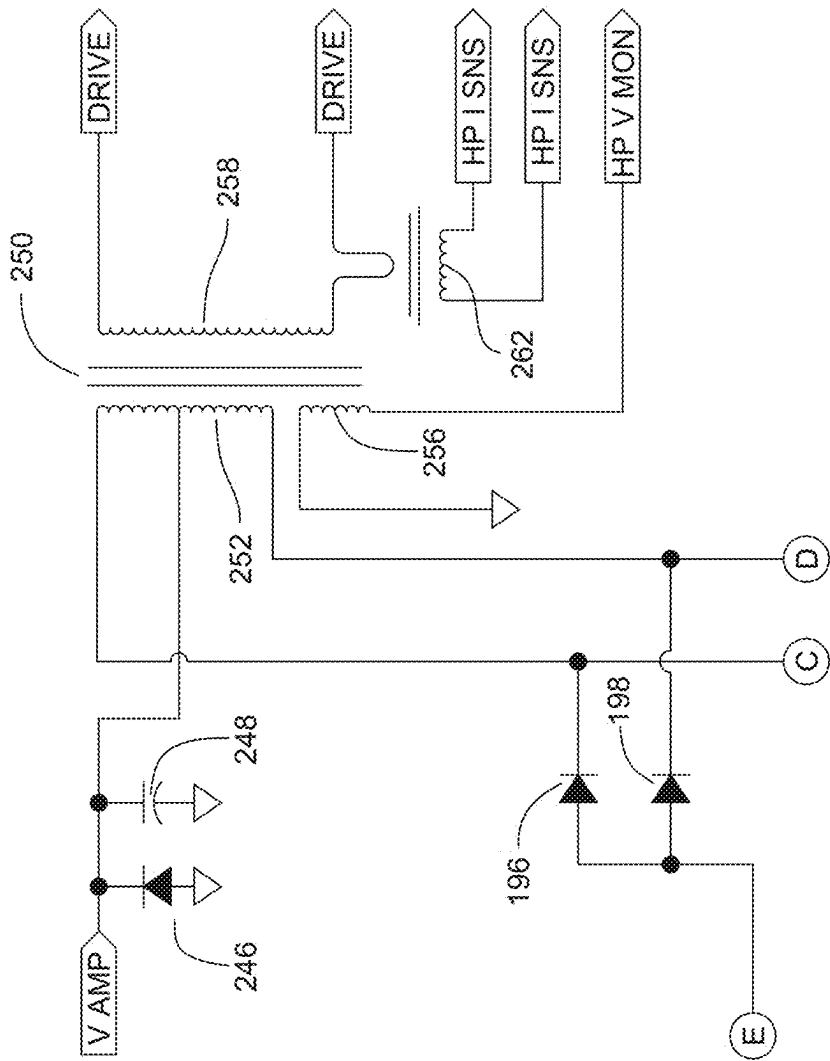 DRIVE
DRIVE
HP I SNS
HP I SNS
HP V MON
250
258
262
256
252
248
246
V AMP
196
198
C
D
E